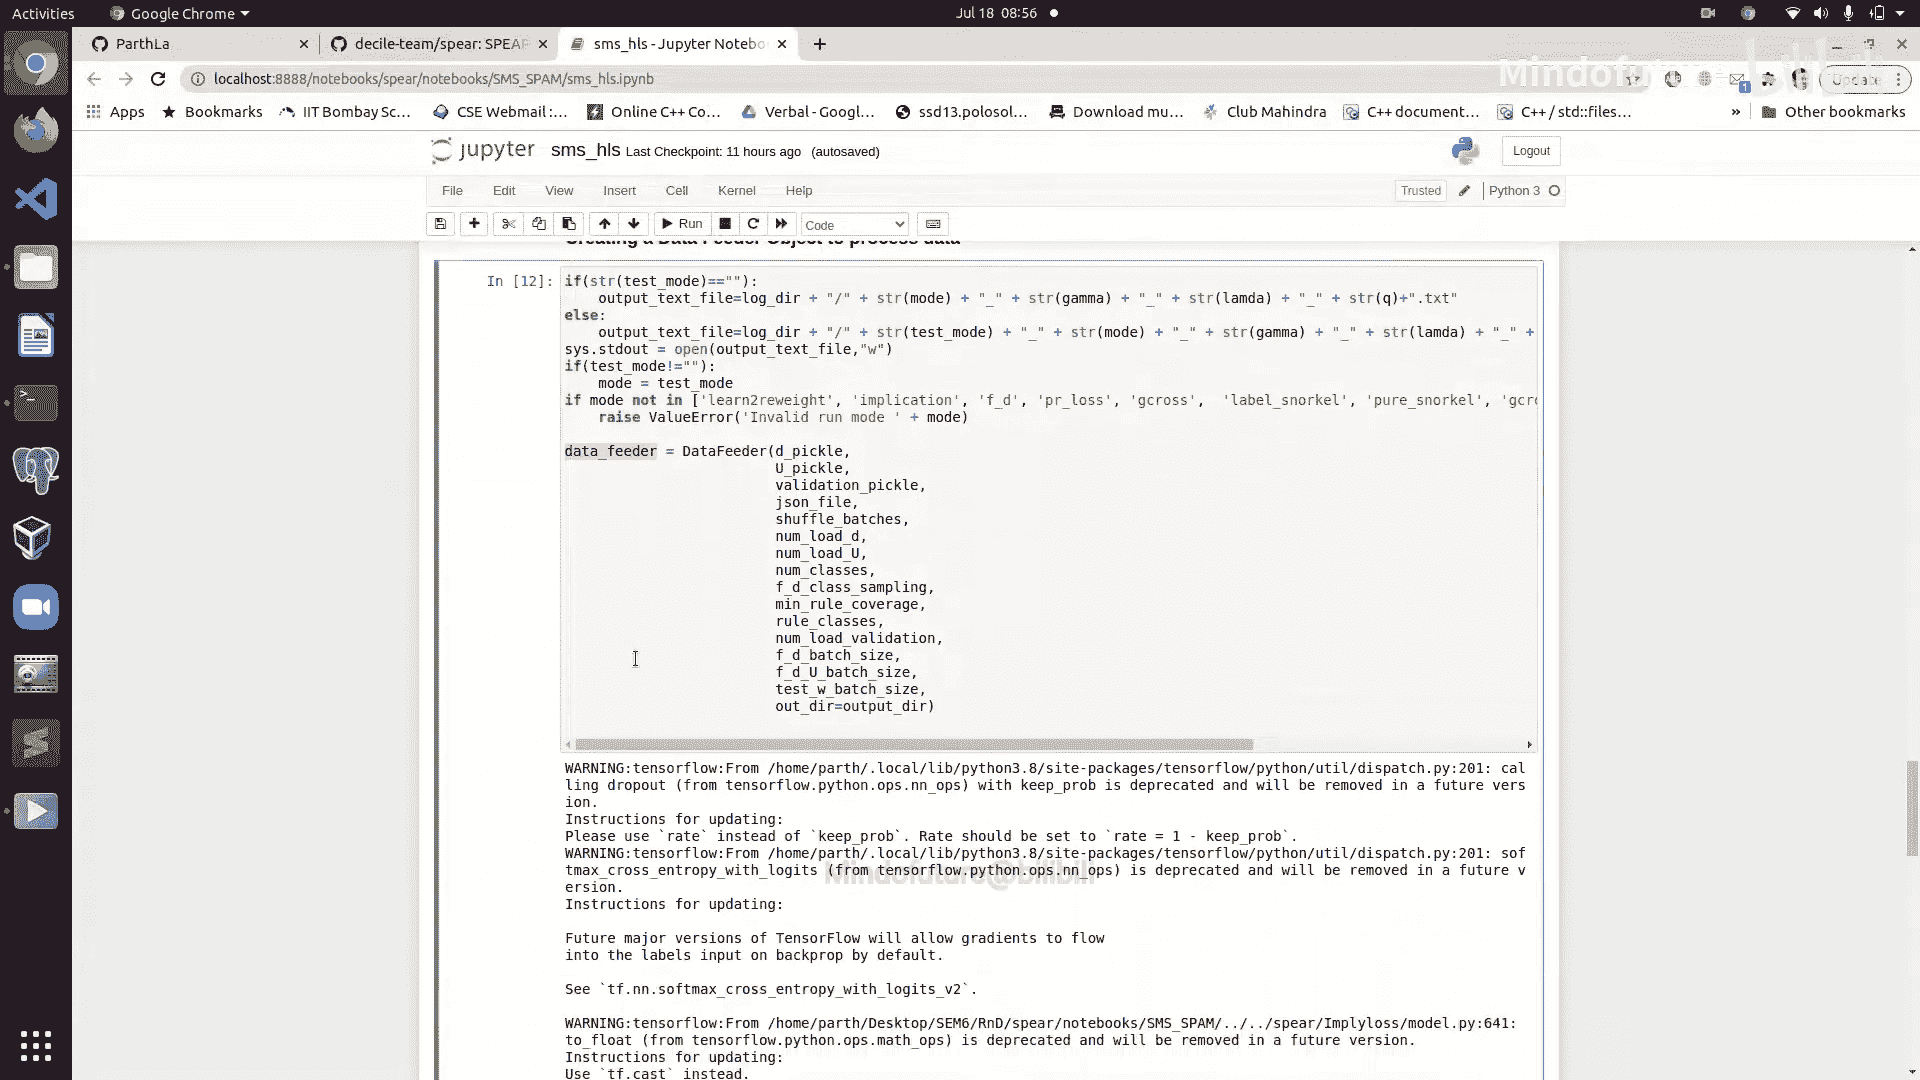 Activities Google Chrome Jul 18 08:56
ParthLa decile-team/spear: SPEAR sms_hls - Jupyter Notebo
localhost:8888/notebooks/spear/notebooks/SMS_SPAM/sms_hls.ipynb Update
Apps Bookmarks IIT Bombay Sc... CSE Webmail :... Online C++ Co... Verbal - Googl... ssd13.polosol... Download mu... Club Mahindra C++ document... C++ / std::files... » Other bookmarks
jupyter sms_hls Last Checkpoint: 11 hours ago (autosaved) Logout
File Edit View Insert Cell Kernel Help Trusted Python 3
Run Code
Creating a Data Feeder Object to process data
In [12]: if(str(test_mode)==""):
output_text_file=log_dir + "/" + str(mode) + "_" + str(gamma) + "_" + str(lamda) + "_" + str(q)+".txt"
else:
output_text_file=log_dir + "/" + str(test_mode) + "_" + str(mode) + "_" + str(gamma) + "_" + str(lamda) + "_" +
sys.stdout = open(output_text_file,"w")
if(test_mode!=""):
mode = test_mode
if mode not in ['learn2reweight', 'implication', 'f_d', 'pr_loss', 'gcross', 'label_snorkel', 'pure_snorkel', 'gcro
raise ValueError('Invalid run mode ' + mode)
data_feeder = DataFeeder(d_pickle,
U_pickle,
validation_pickle,
json_file,
shuffle_batches,
num_load_d,
num_load_U,
num_classes,
f_d_class_sampling,
min_rule_coverage,
rule_classes,
num_load_validation,
f_d_batch_size,
f_d_U_batch_size,
test_w_batch_size,
out_dir=output_dir)
WARNING:tensorflow:From /home/parth/.local/lib/python3.8/site-packages/tensorflow/python/util/dispatch.py:201: cal
ling dropout (from tensorflow.python.ops.nn_ops) with keep_prob is deprecated and will be removed in a future vers
ion.
Instructions for updating:
Please use `rate` instead of `keep_prob`. Rate should be set to `rate = 1 - keep_prob`.
WARNING:tensorflow:From /home/parth/.local/lib/python3.8/site-packages/tensorflow/python/util/dispatch.py:201: sof
tmax_cross_entropy_with_logits (from tensorflow.python.ops.nn_ops) is deprecated and will be removed in a future v
ersion.
Instructions for updating:
Future major versions of TensorFlow will allow gradients to flow
into the labels input on backprop by default.
See `tf.nn.softmax_cross_entropy_with_logits_v2`.
WARNING:tensorflow:From /home/parth/Desktop/SEM6/RnD/spear/notebooks/SMS_SPAM/../../spear/Implyloss/model.py:641:
to_float (from tensorflow.python.ops.math_ops) is deprecated and will be removed in a future version.
Instructions for updating:
Use `tf.cast` instead.